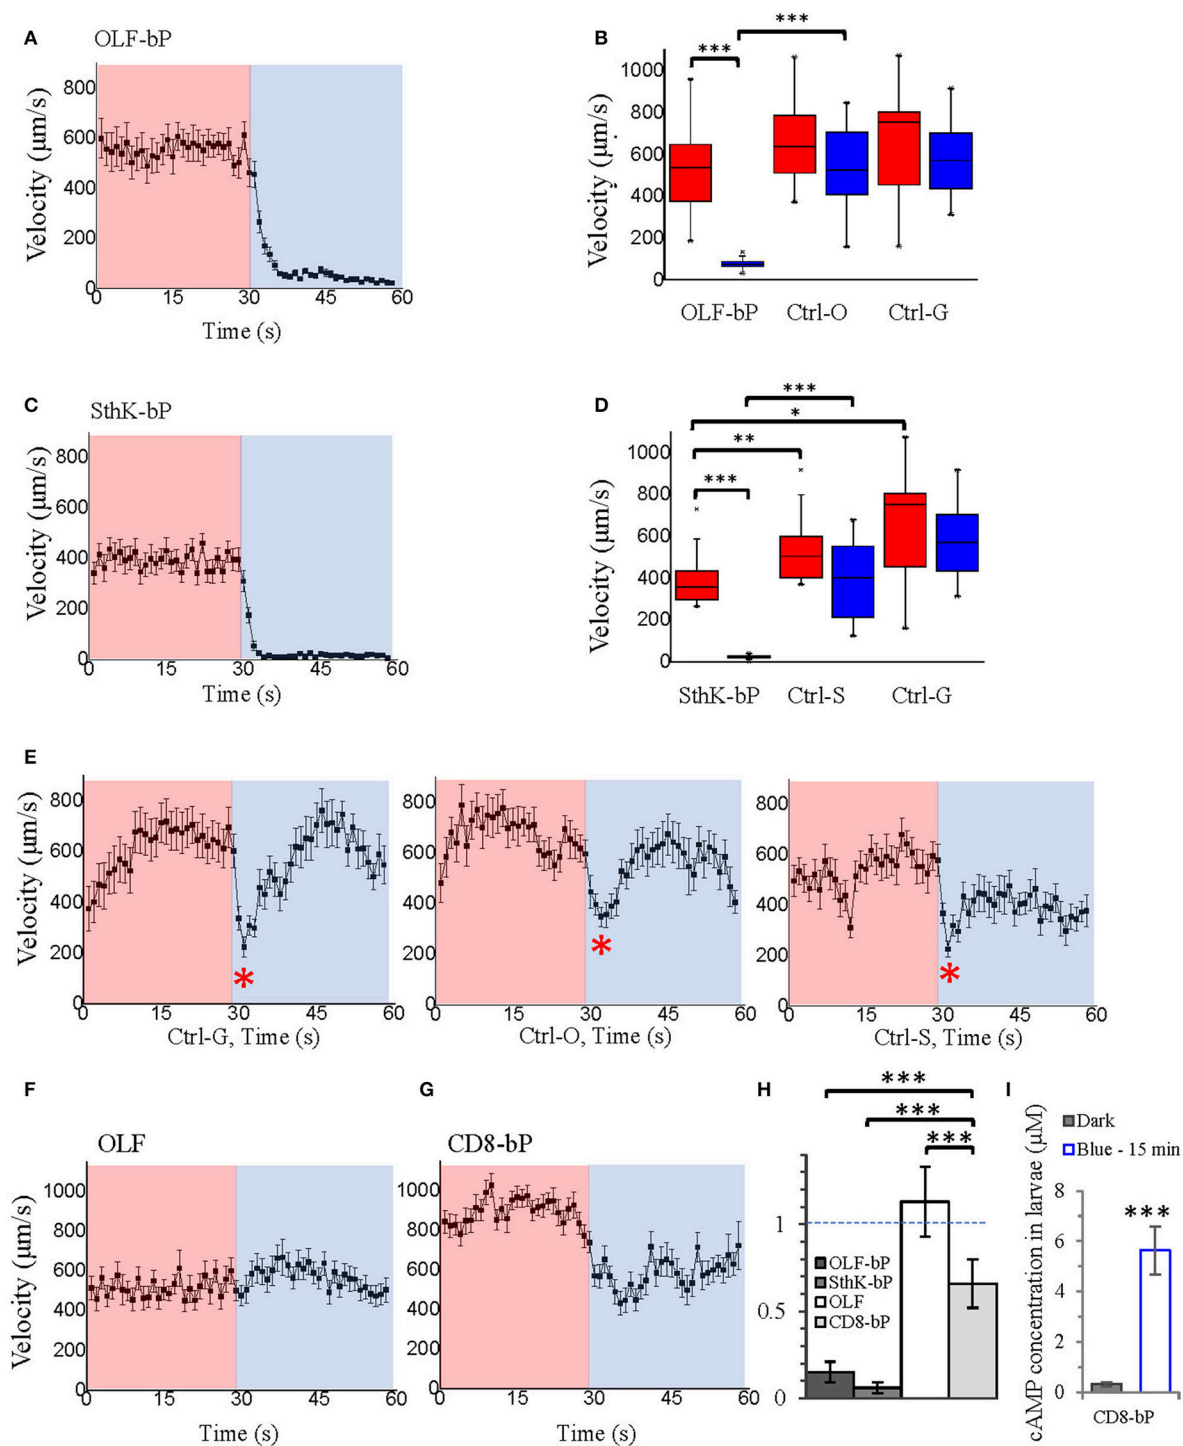 A
OLF-bP
Velocity (µm/s)
800
600
400
200
0
0 15 30 45 60
Time (s)
B
***
***
Velocity (µm/s)
1000
800
600
400
200
0
OLF-bP Ctrl-O Ctrl-G
C
SthK-bP
Velocity (µm/s)
800
600
400
200
0
0 15 30 45 60
Time (s)
D
***
*
**
***
Velocity (µm/s)
1000
800
600
400
200
0
SthK-bP Ctrl-S Ctrl-G
E
Velocity (µm/s)
800
600
400
200
0
*
0 15 30 45 60
Ctrl-G, Time (s)
800
600
400
200
0
*
0 15 30 45 60
Ctrl-O, Time (s)
800
600
400
200
0
*
0 15 30 45 60
Ctrl-S, Time (s)
F
OLF
Velocity (µm/s)
1000
800
600
400
200
0
0 15 30 45 60
Time (s)
G
CD8-bP
1000
800
600
400
200
0
0 15 30 45 60
Time (s)
H
***
***
***
1
0.5
0
OLF-bP
SthK-bP
OLF
CD8-bP
I
Dark
Blue - 15 min
cAMP concentration in larvae (µM)
8
6
4
2
0
***
CD8-bP